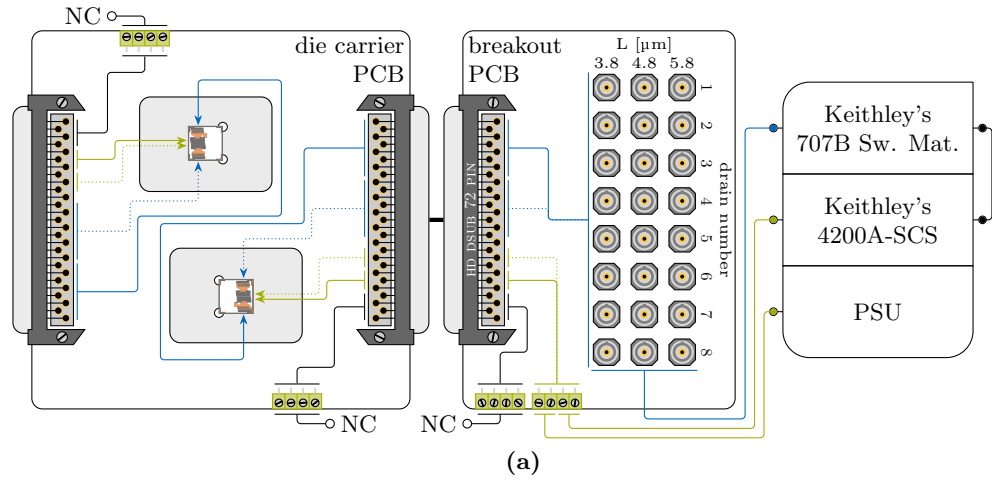 NC
die carrier
PCB
breakout
PCB
L [µm]
3.8 4.8 5.8
1
2
3
4
5
6
7
8
drain number
HD DSUB 72 PIN
Keithley's
707B Sw. Mat.
Keithley's
4200A-SCS
PSU
NC
NC
(a)